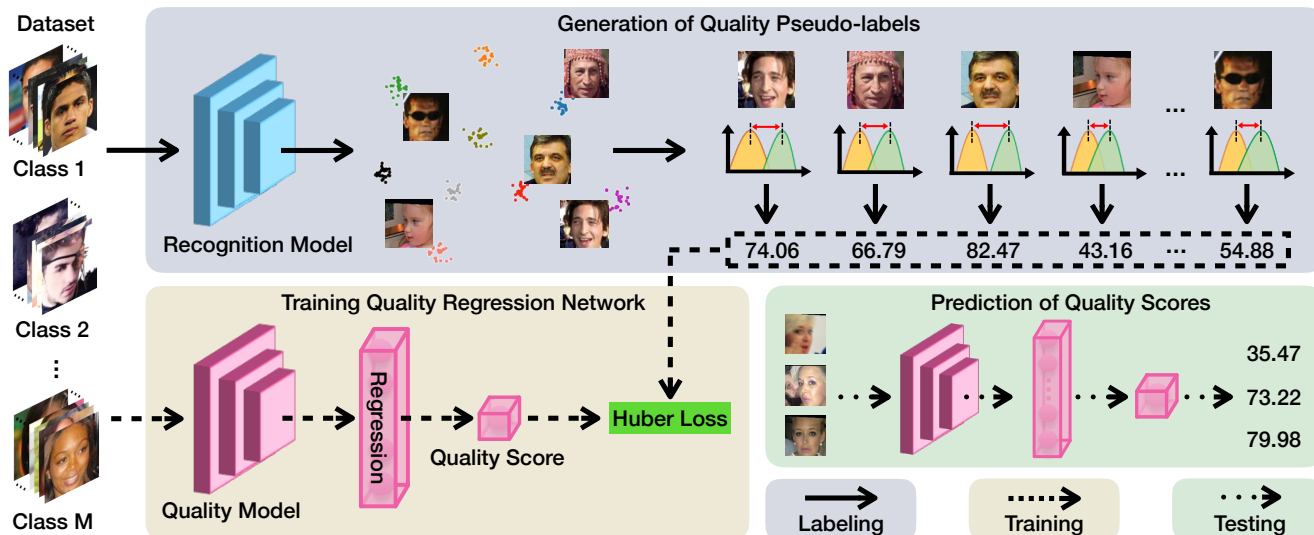 Dataset
Class 1
Class 2
⋮
Class M
Generation of Quality Pseudo-labels
Recognition Model
...
...
74.06 66.79 82.47 43.16 ... 54.88
Training Quality Regression Network
Regression
Quality Model
Quality Score
Huber Loss
Prediction of Quality Scores
35.47
73.22
79.98
Labeling
Training
Testing